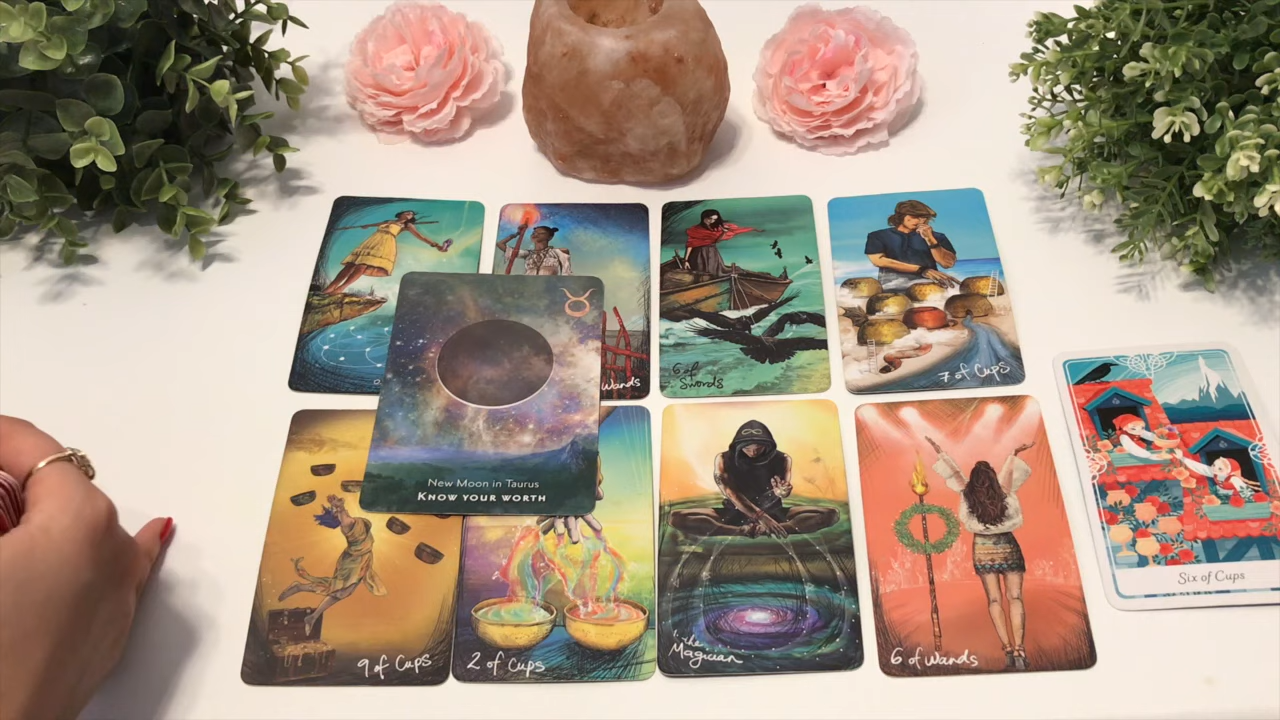 Wands
6 of
Swords
7 of Cups
New Moon in Taurus
KNOW YOUR WORTH
9 of Cups
2 of Cups
the
Magician
6 of Wands
Six of Cups